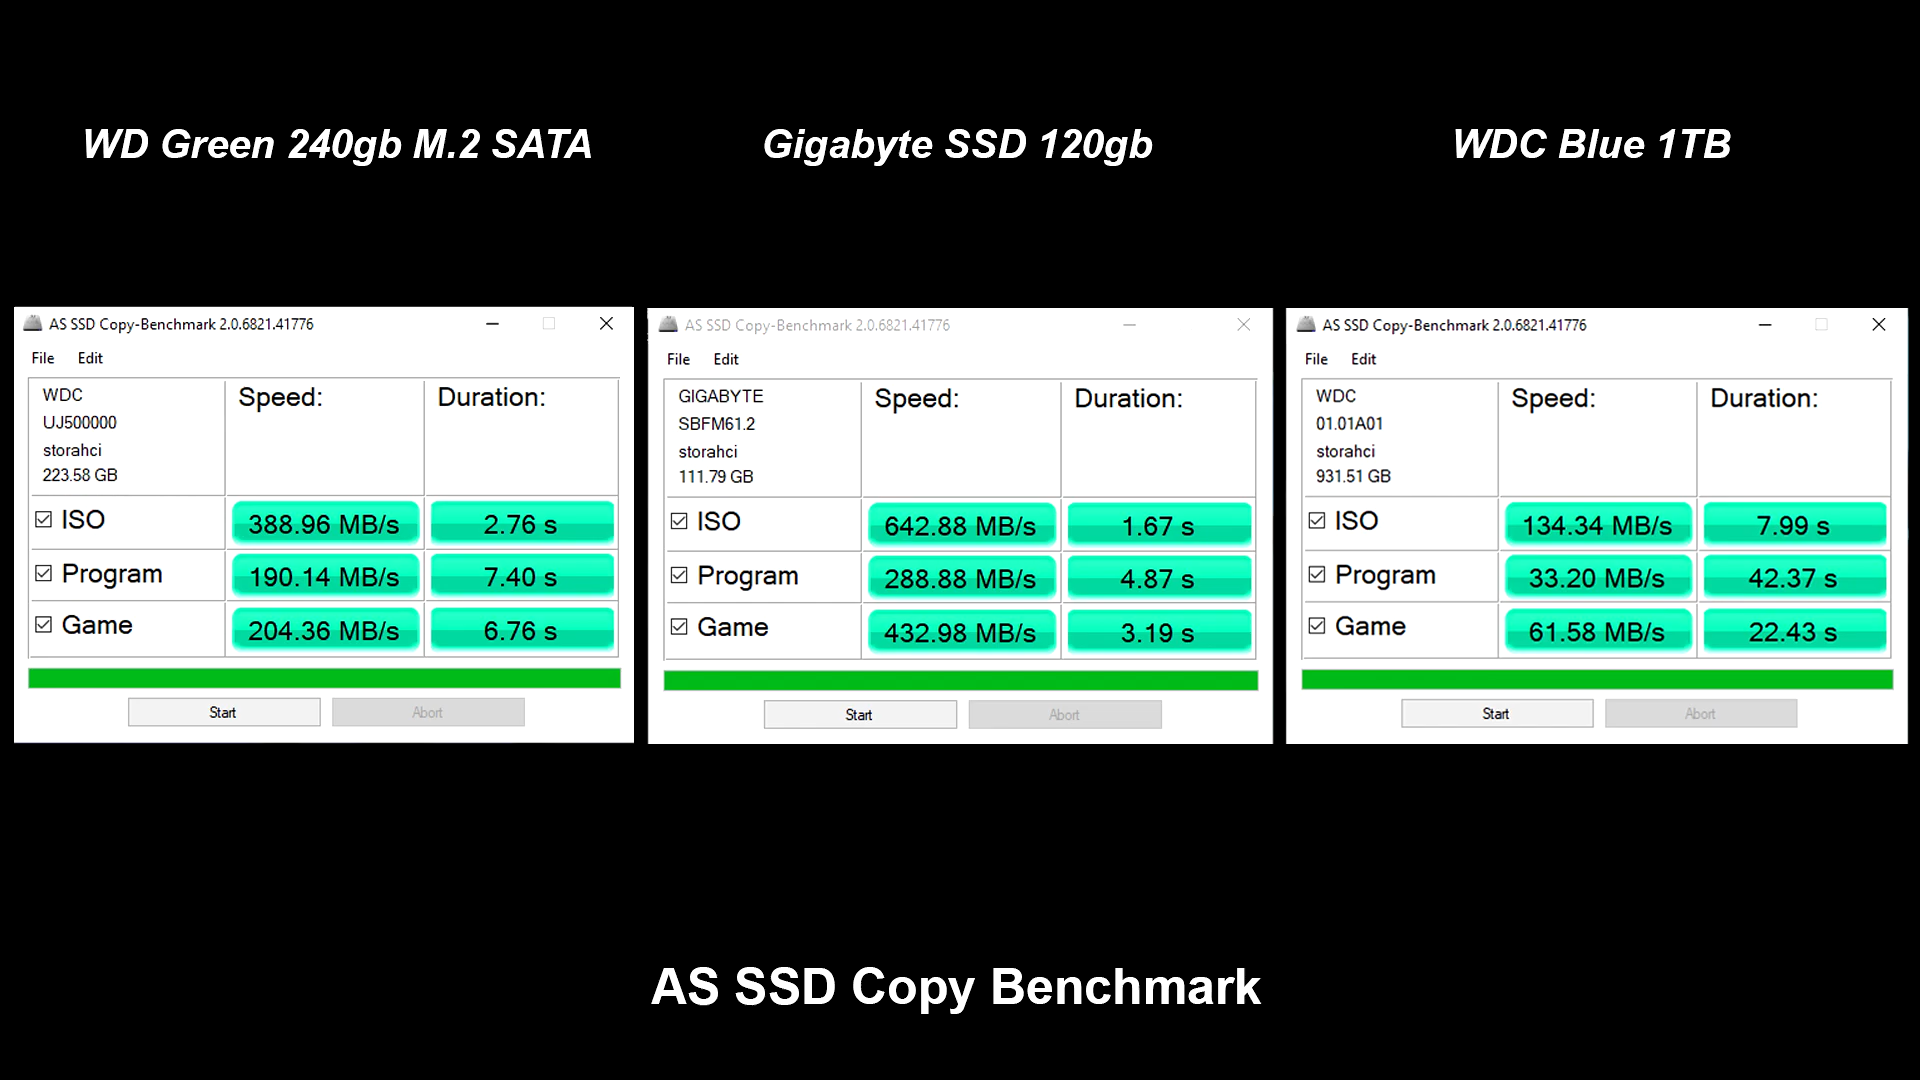 WD Green 240gb M.2 SATA
Gigabyte SSD 120gb
WDC Blue 1TB
AS SSD Copy-Benchmark 2.0.6821.41776
File Edit
WDC
UJ500000
storahci
223.58 GB
Speed: Duration:
ISO 388.96 MB/s 2.76 s
Program 190.14 MB/s 7.40 s
Game 204.36 MB/s 6.76 s
Start Abort
AS SSD Copy-Benchmark 2.0.6821.41776
File Edit
GIGABYTE
SBFM61.2
storahci
111.79 GB
Speed: Duration:
ISO 642.88 MB/s 1.67 s
Program 288.88 MB/s 4.87 s
Game 432.98 MB/s 3.19 s
Start Abort
AS SSD Copy-Benchmark 2.0.6821.41776
File Edit
WDC
01.01A01
storahci
931.51 GB
Speed: Duration:
ISO 134.34 MB/s 7.99 s
Program 33.20 MB/s 42.37 s
Game 61.58 MB/s 22.43 s
Start Abort
AS SSD Copy Benchmark